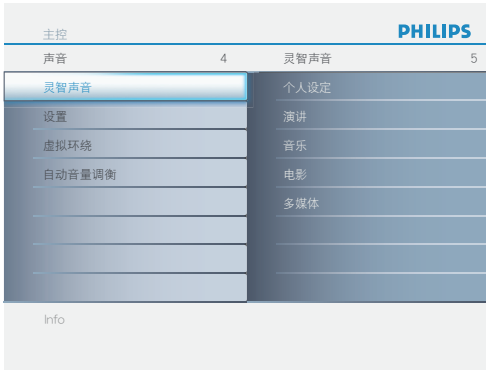 主控
PHILIPS
声音 4
灵智声音 5
灵智声音
设置
虚拟环绕
自动音量调衡
个人设定
演讲
音乐
电影
多媒体
Info